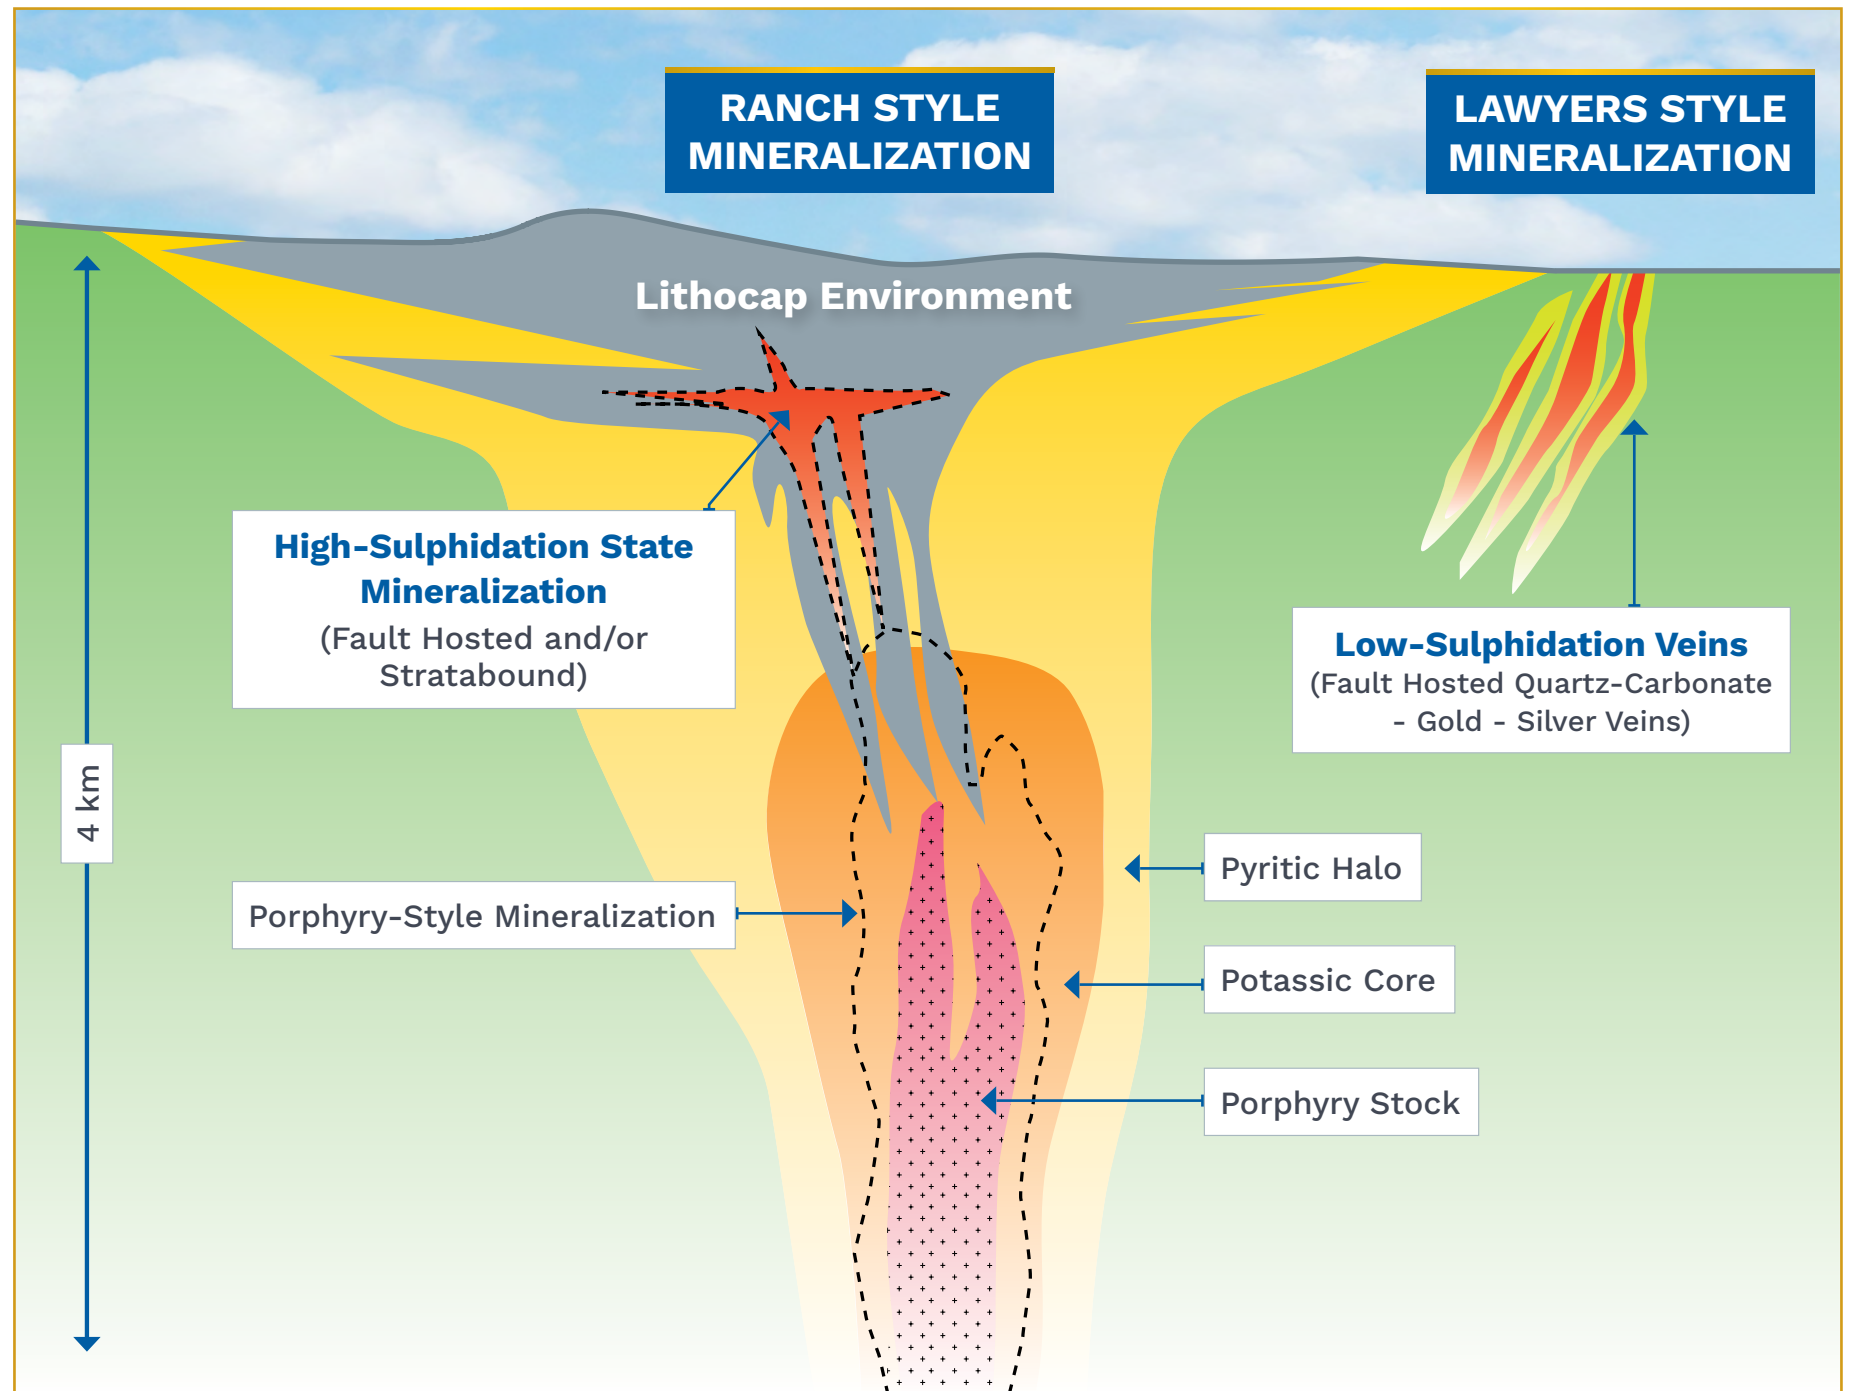 RANCH STYLE
MINERALIZATION
LAWYERS STYLE
MINERALIZATION
Lithocap Environment
High-Sulphidation State
Mineralization
(Fault Hosted and/or
Stratabound)
Low-Sulphidation Veins
(Fault Hosted Quartz-Carbonate
- Gold - Silver Veins)
4 km
Pyritic Halo
Porphyry-Style Mineralization
Potassic Core
Porphyry Stock